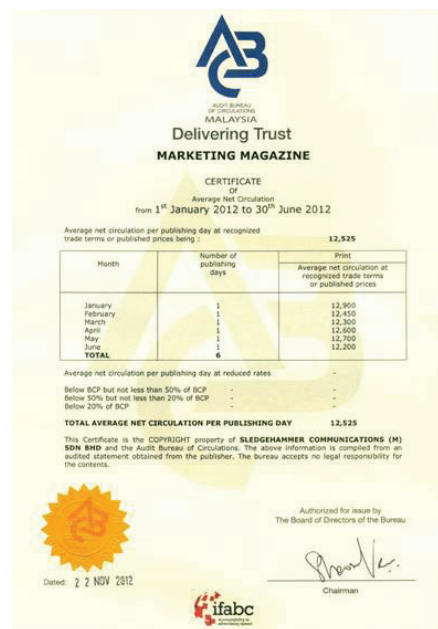 ABC
AUDIT BUREAU
OF CIRCULATIONS
MALAYSIA
Delivering Trust
MARKETING MAGAZINE
CERTIFICATE
Of
Average Net Circulation
from 1st January 2012 to 30th June 2012
Average net circulation per publishing day at recognized
trade terms or published prices being : 12,525
Month Number of publishing days Print
Average net circulation at recognized trade terms or published prices
January 1 12,900
February 1 12,450
March 1 12,300
April 1 12,600
May 1 12,700
June 1 12,200
TOTAL 6
Average net circulation per publishing day at reduced rates -
Below BCP but not less than 50% of BCP - -
Below 50% but not less than 20% of BCP - -
Below 20% of BCP - -
TOTAL AVERAGE NET CIRCULATION PER PUBLISHING DAY 12,525
This Certificate is the COPYRIGHT property of SLEDGEHAMMER COMMUNICATIONS (M)
SDN BHD and the Audit Bureau of Circulations. The above information is compiled from an
audited statement obtained from the publisher. The bureau accepts no legal responsibility for
the contents.
Authorized for issue by
The Board of Directors of the Bureau
Dated: 22 NOV 2012
Chairman
ifabc